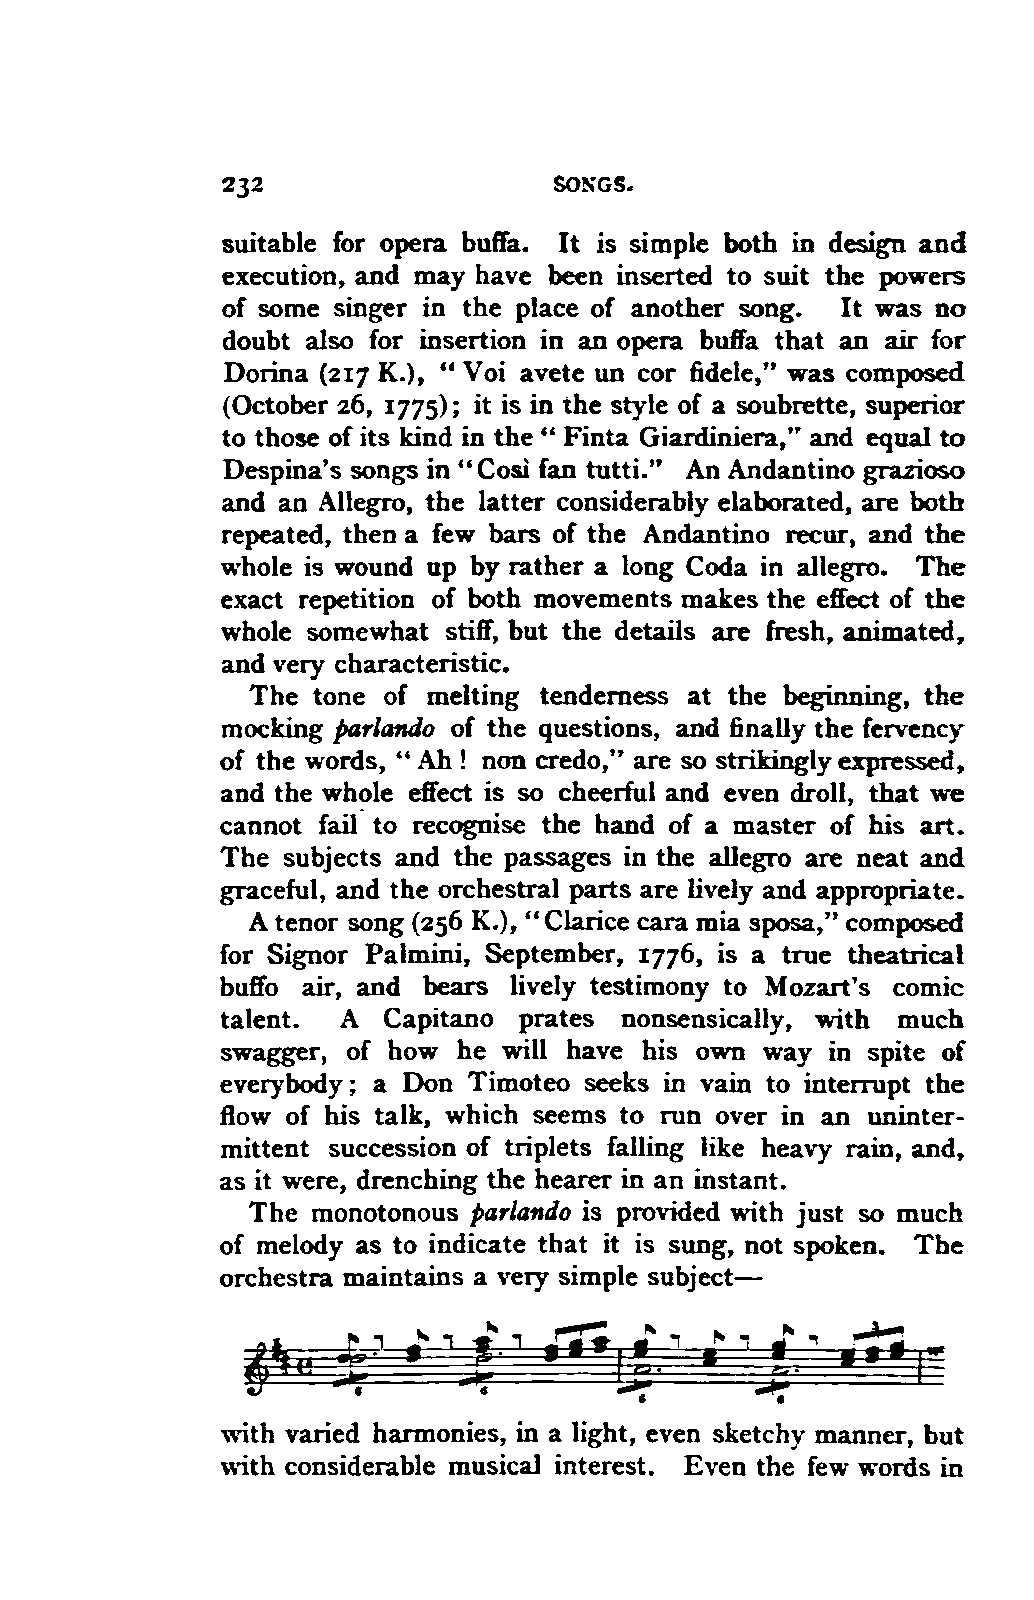 232 SONGS.
suitable for opera buffa. It is simple both in design and
execution, and may have been inserted to suit the powers
of some singer in the place of another song. It was no
doubt also for insertion in an opera buffa that an air for
Dorina (217 K.), “ Voi avete un cor fidele,” was composed
(October 26, 1775); it is in the style of a soubrette, superior
to those of its kind in the “ Finta Giardiniera,” and equal to
Despina's songs in “Così fan tutti.” An Andantino grazioso
and an Allegro, the latter considerably elaborated, are both
repeated, then a few bars of the Andantino recur, and the
whole is wound up by rather a long Coda in allegro. The
exact repetition of both movements makes the effect of the
whole somewhat stiff, but the details are fresh, animated,
and very characteristic.
The tone of melting tenderness at the beginning, the
mocking parlando of the questions, and finally the fervency
of the words, “ Ah ! non credo,” are so strikingly expressed,
and the whole effect is so cheerful and even droll, that we
cannot fail to recognise the hand of a master of his art.
The subjects and the passages in the allegro are neat and
graceful, and the orchestral parts are lively and appropriate.
A tenor song (256 K.), “Clarice cara mia sposa,” composed
for Signor Palmini, September, 1776, is a true theatrical
buffo air, and bears lively testimony to Mozart's comic
talent. A Capitano prates nonsensically, with much
swagger, of how he will have his own way in spite of
everybody; a Don Timoteo seeks in vain to interrupt the
flow of his talk, which seems to run over in an uninter-
mittent succession of triplets falling like heavy rain, and,
as it were, drenching the hearer in an instant.
The monotonous parlando is provided with just so much
of melody as to indicate that it is sung, not spoken. The
orchestra maintains a very simple subject—
with varied harmonies, in a light, even sketchy manner, but
with considerable musical interest. Even the few words in